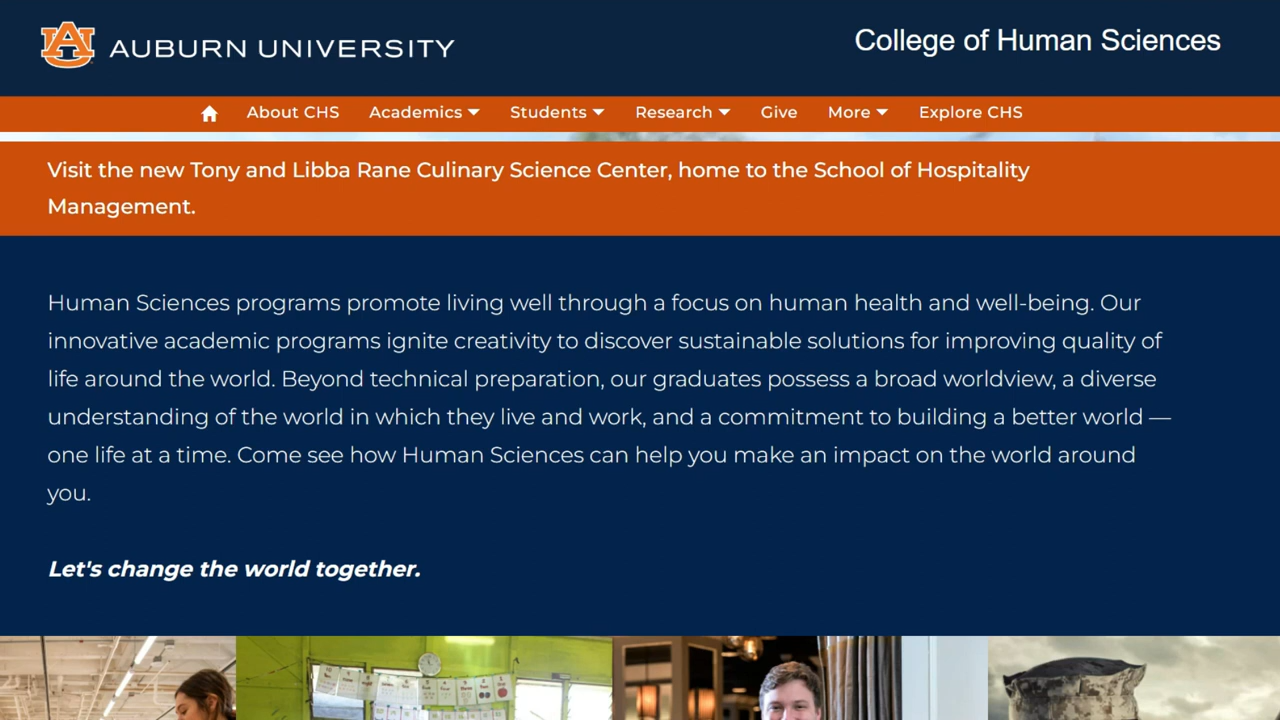 AUBURN UNIVERSITY
College of Human Sciences
About CHS Academics Students Research Give More Explore CHS
Visit the new Tony and Libba Rane Culinary Science Center, home to the School of Hospitality
Management.
Human Sciences programs promote living well through a focus on human health and well-being. Our
innovative academic programs ignite creativity to discover sustainable solutions for improving quality of
life around the world. Beyond technical preparation, our graduates possess a broad worldview, a diverse
understanding of the world in which they live and work, and a commitment to building a better world —
one life at a time. Come see how Human Sciences can help you make an impact on the world around
you.
Let's change the world together.